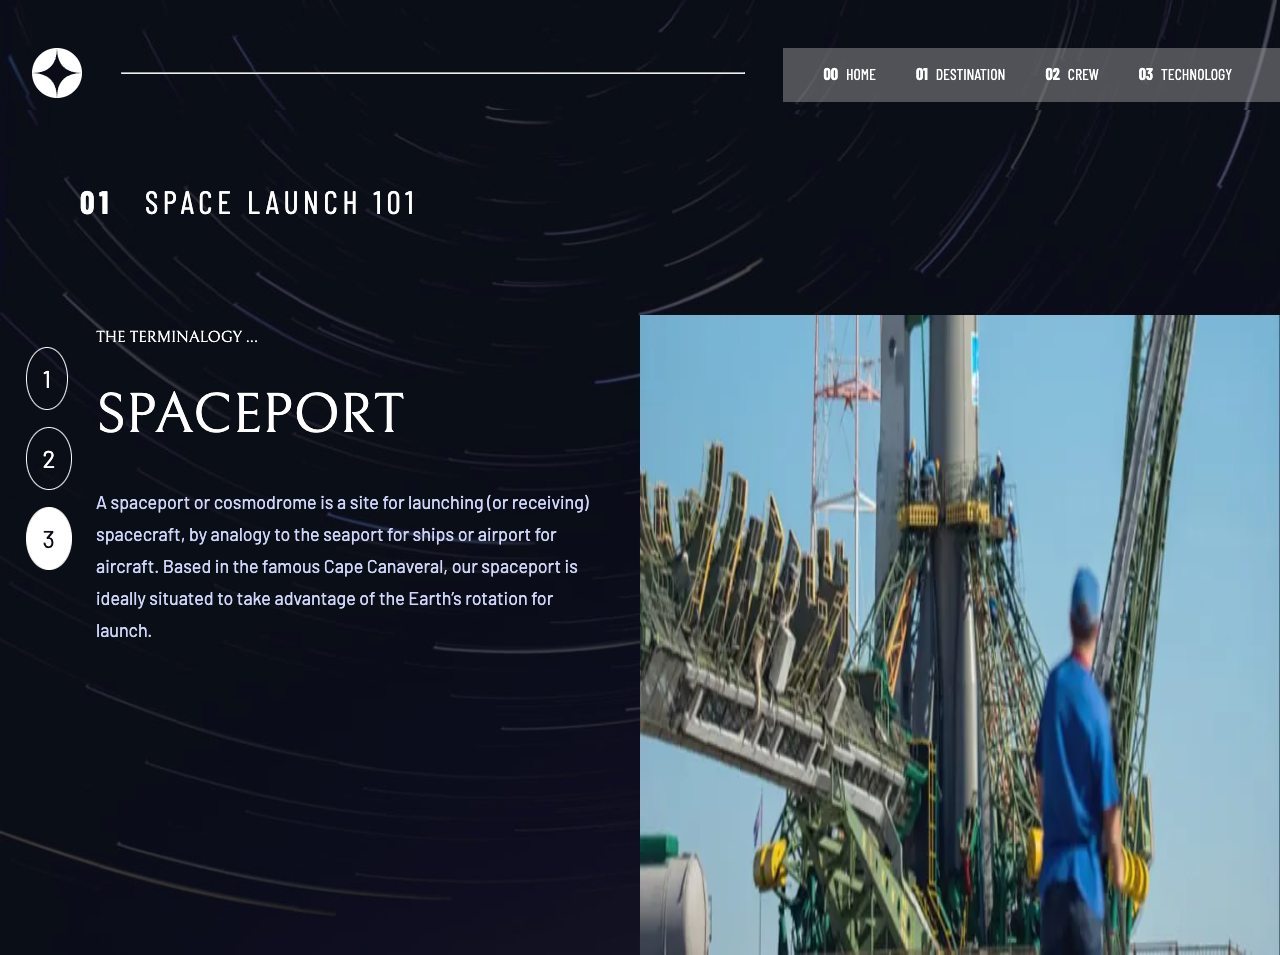 00 HOME 01 DESTINATION 02 CREW 03 TECHNOLOGY
01 SPACE LAUNCH 101
THE TERMINALOGY ...
1
SPACEPORT
2
A spaceport or cosmodrome is a site for launching (or receiving)
spacecraft, by analogy to the seaport for ships or airport for
3
aircraft. Based in the famous Cape Canaveral, our spaceport is
ideally situated to take advantage of the Earth’s rotation for
launch.